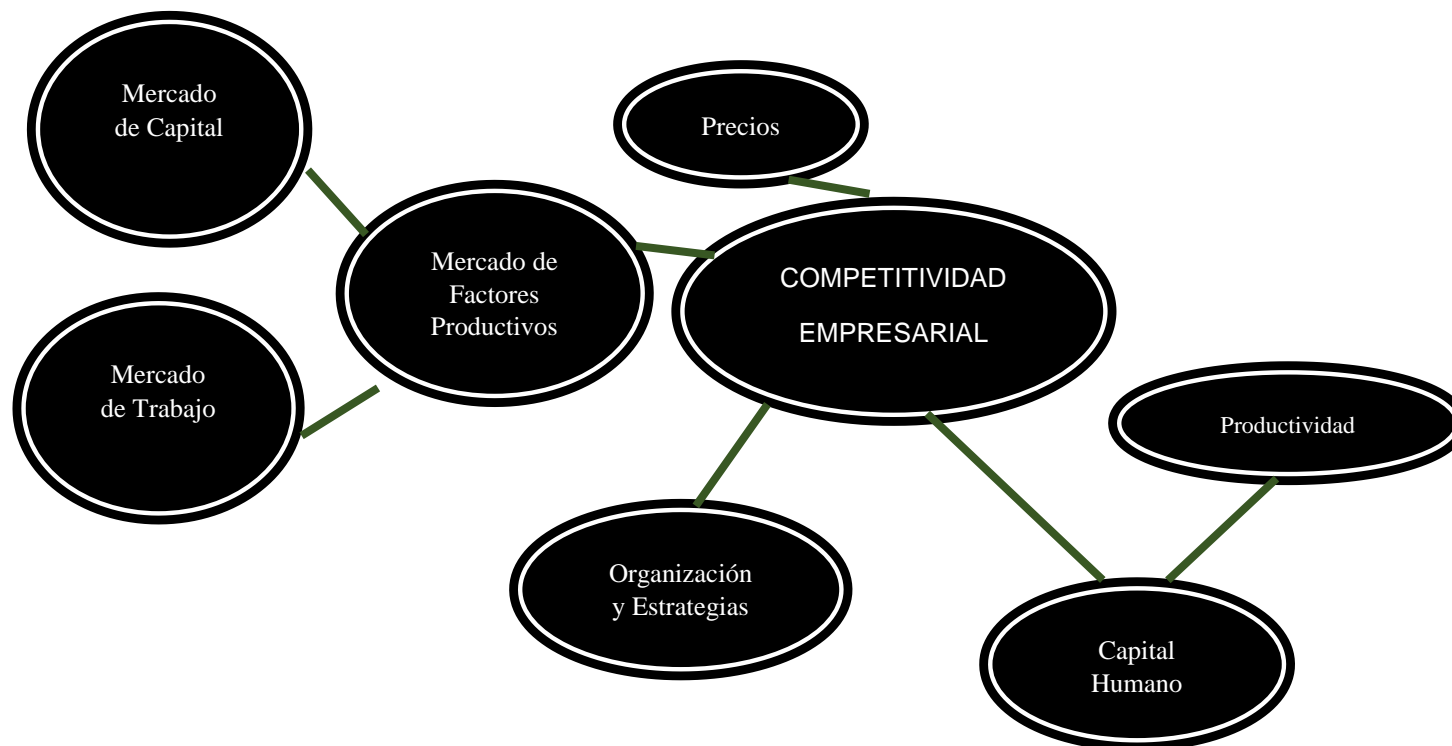 Mercado
de Capital
Precios
Mercado de
Factores
Productivos
COMPETITIVIDAD
EMPRESARIAL
Mercado
de Trabajo
Productividad
Organización
y Estrategias
Capital
Humano